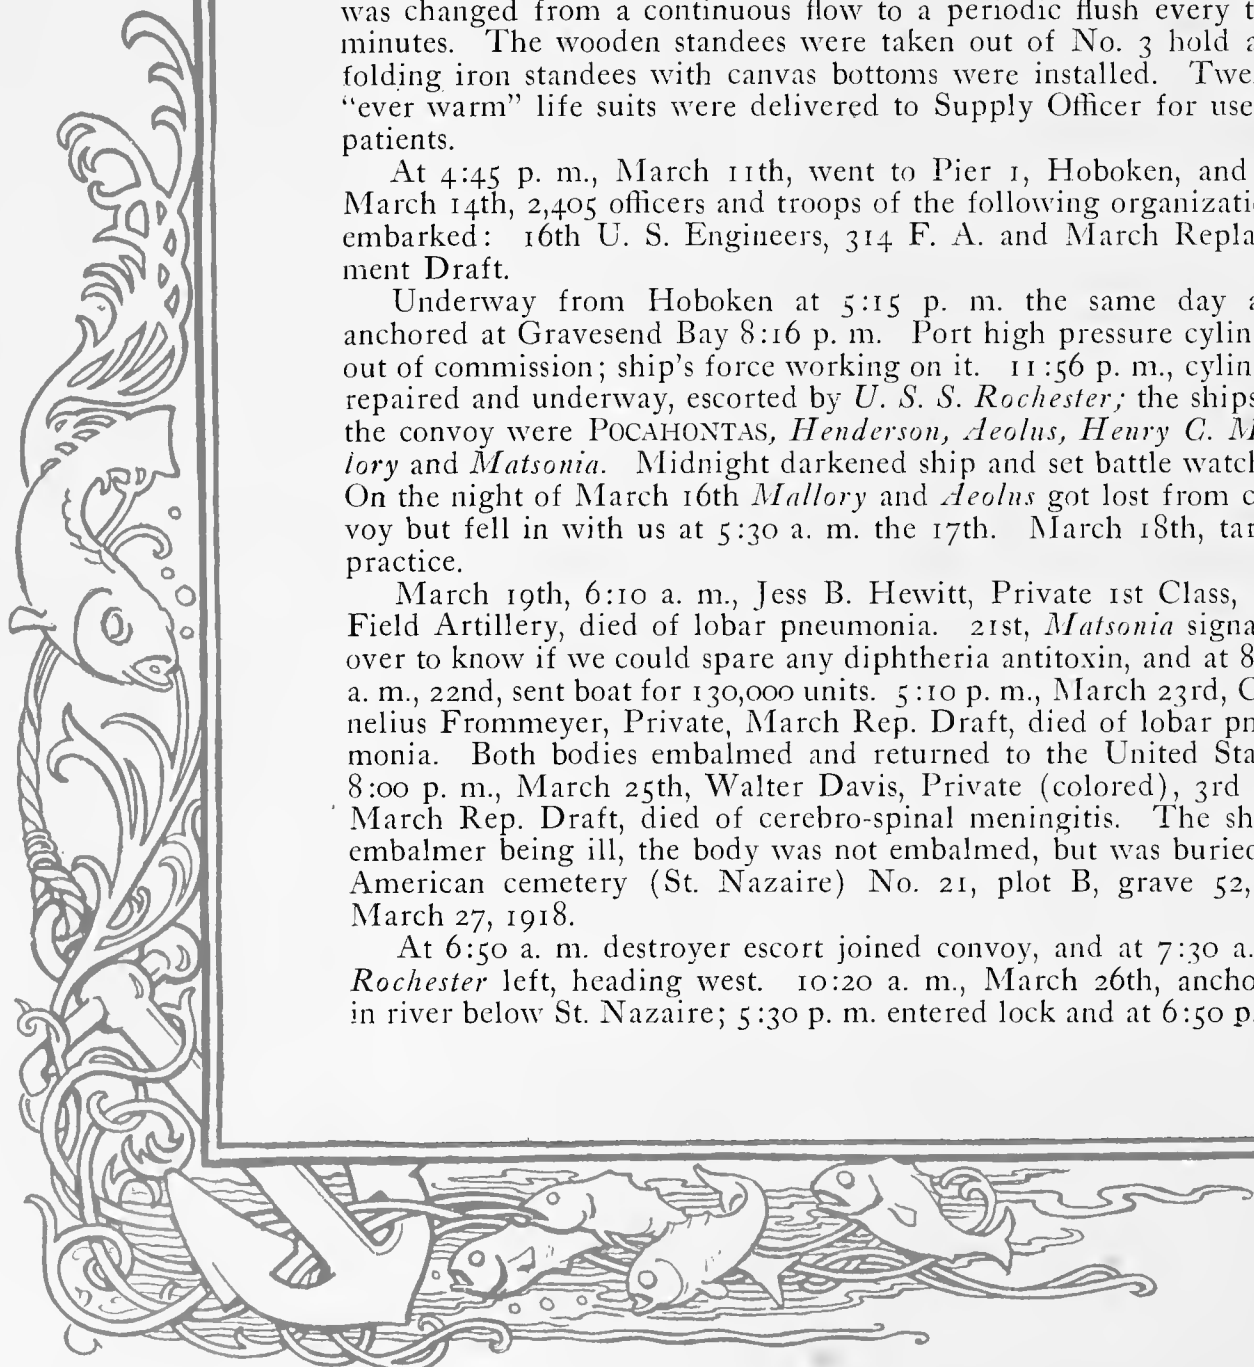 was changed from a continuous flow to a periodic flush every
minutes. The wooden standees were taken out of No. 3 hold
folding iron standees with canvas bottoms were installed.
“ever warm” life suits were delivered to Supply Officer for use
patients.
At 4:45 p. m., March 11th, went to Pier 1, Hoboken, and
March 14th, 2,405 officers and troops of the following organizati
embarked: 16th U. S. Engineers, 314 F. A. and March Repla
ment Draft.
Underway from Hoboken at 5:15 p. m. the same day
anchored at Gravesend Bay 8:16 p. m. Port high pressure cylin
out of commission; ship’s force working on it. 11:56 p. m., cylin
repaired and underway, escorted by U. S. S. Rochester; the ships
the convoy were POCAHONTAS, Henderson, Aeolus, Henry C. M
lory and Matsonia. Midnight darkened ship and set battle watch
On the night of March 16th Mallory and Aeolus got lost from c
voy but fell in with us at 5:30 a. m. the 17th. March 18th, tar
practice.
March 19th, 6:10 a. m., Jess B. Hewitt, Private 1st Class,
Field Artillery, died of lobar pneumonia. 21st, Matsonia signa
over to know if we could spare any diphtheria antitoxin, and at 8
a. m., 22nd, sent boat for 130,000 units. 5:10 p. m., March 23rd, C
nelius Frommeyer, Private, March Rep. Draft, died of lobar pn
monia. Both bodies embalmed and returned to the United Sta
8:00 p. m., March 25th, Walter Davis, Private (colored), 3rd
March Rep. Draft, died of cerebro-spinal meningitis. The sh
embalmer being ill, the body was not embalmed, but was buried
American cemetery (St. Nazaire) No. 21, plot B, grave 52,
March 27, 1918.
At 6:50 a. m. destroyer escort joined convoy, and at 7:30 a.
Rochester left, heading west. 10:20 a. m., March 26th, ancho
in river below St. Nazaire; 5:30 p. m. entered lock and at 6:50 p.